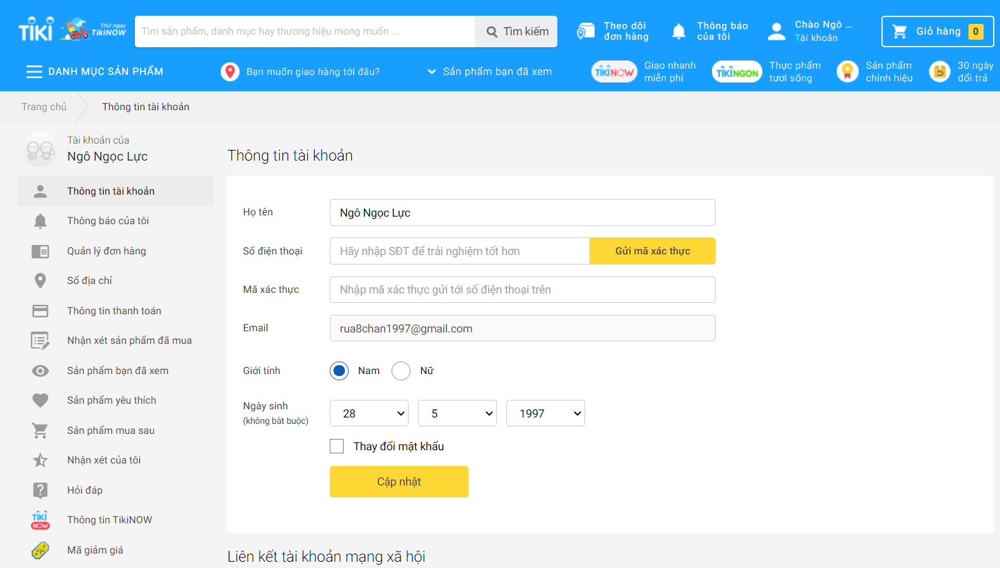 TIKI
Thử ngay
TikiNOW
Tìm sản phẩm, danh mục hay thương hiệu mong muốn ...
Tìm kiếm
Theo dõi
đơn hàng
Thông báo
của tôi
Chào Ngô ...
Tài khoản
Giỏ hàng 0
DANH MỤC SẢN PHẨM
Bạn muốn giao hàng tới đâu?
Sản phẩm bạn đã xem
TIKINOW
Giao nhanh
miễn phí
TIKINGON
Thực phẩm
tươi sống
Sản phẩm
chính hiệu
30 ngày
đổi trả
Trang chủ
Thông tin tài khoản
Tài khoản của
Ngô Ngọc Lực
Thông tin tài khoản
Thông báo của tôi
Quản lý đơn hàng
Sổ địa chỉ
Thông tin thanh toán
Nhận xét sản phẩm đã mua
Sản phẩm bạn đã xem
Sản phẩm yêu thích
Sản phẩm mua sau
Nhận xét của tôi
Hỏi đáp
TIKI
NOW
Thông tin TikiNOW
Mã giảm giá
Thông tin tài khoản
Họ tên
Ngô Ngọc Lực
Số điện thoại
Hãy nhập SĐT để trải nghiệm tốt hơn
Gửi mã xác thực
Mã xác thực
Nhập mã xác thực gửi tới số điện thoại trên
Email
rua8chan1997@gmail.com
Giới tính
Nam
Nữ
Ngày sinh
(không bắt buộc)
28
5
1997
Thay đổi mật khẩu
Cập nhật
Liên kết tài khoản mạng xã hội